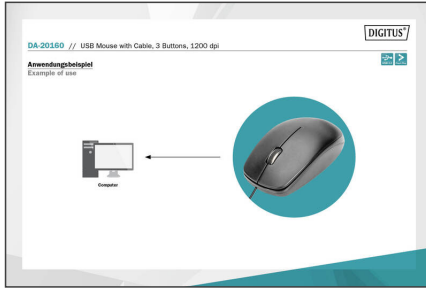 DIGITUS®
DA-20160 // USB Mouse with Cable, 3 Buttons, 1200 dpi
Anwendungsbeispiel
Example of use
Computer